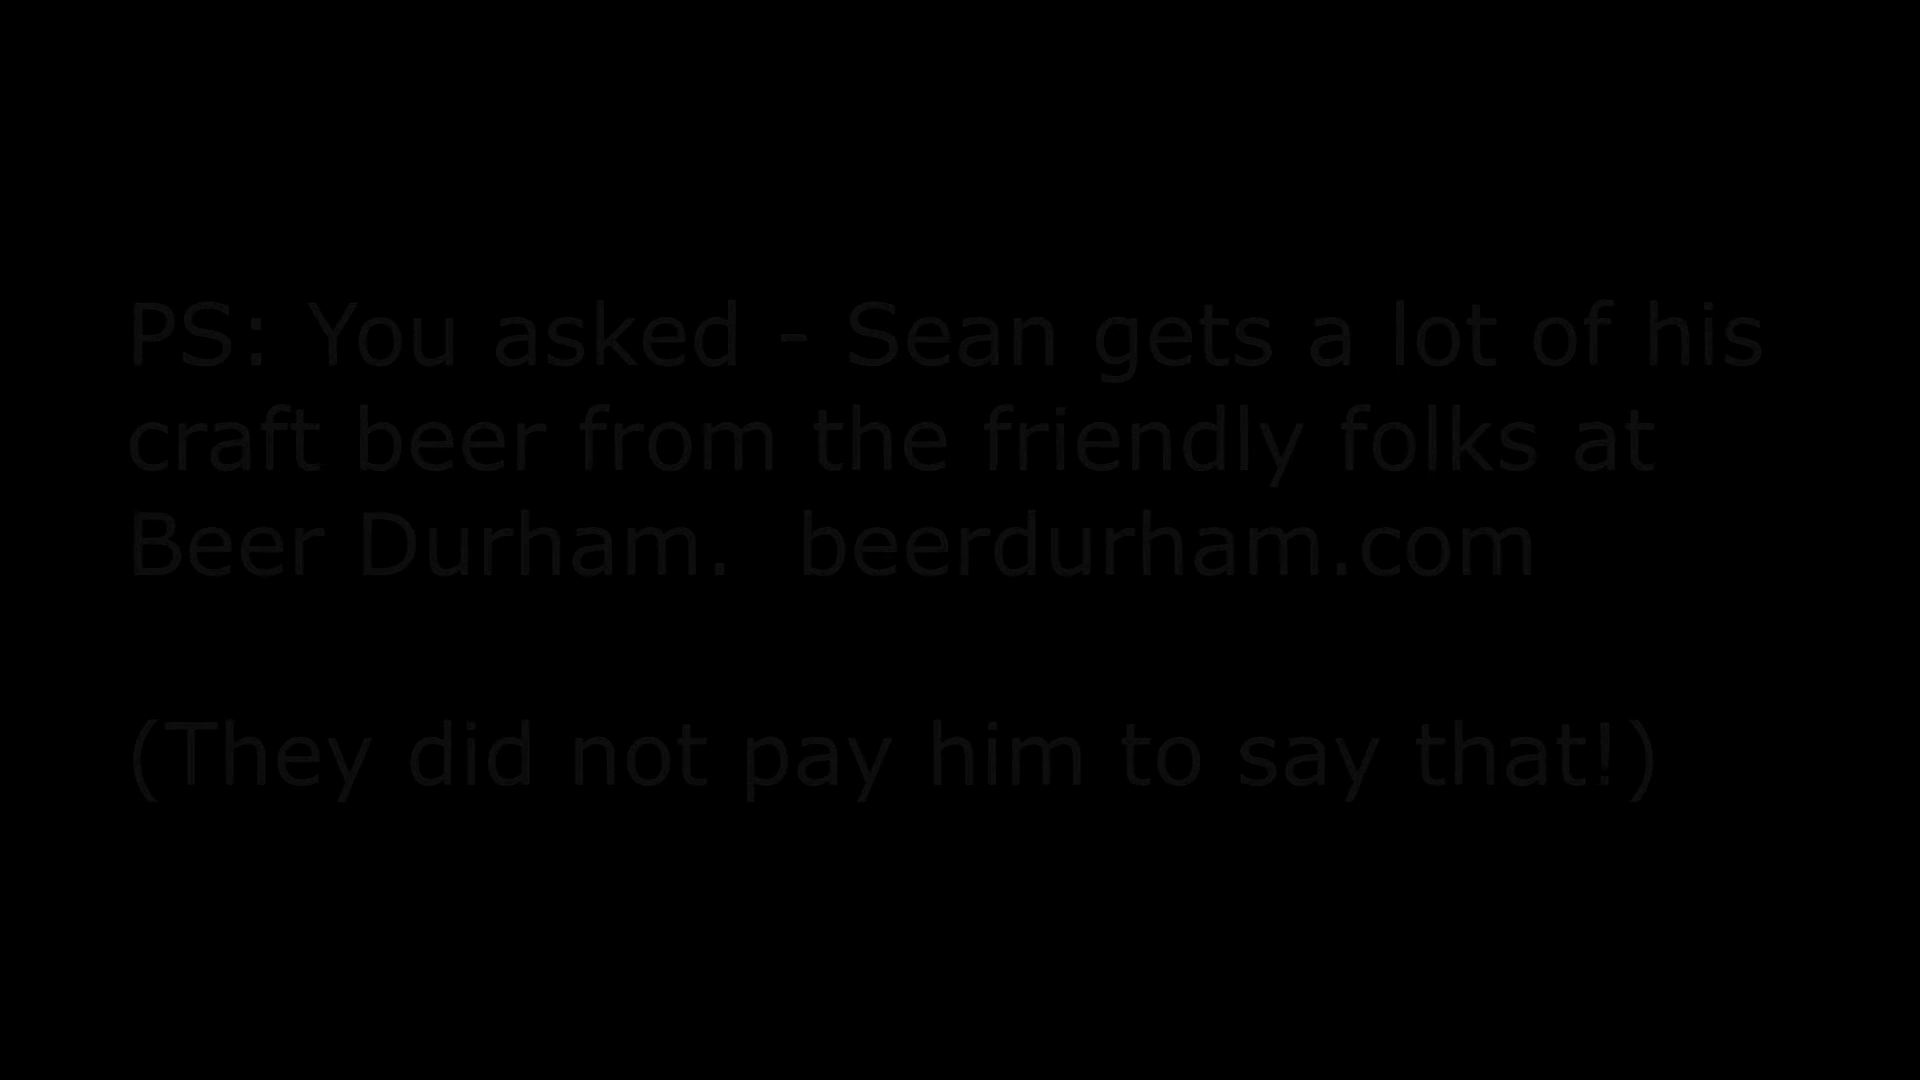 PS: You asked - Sean gets a lot of his
craft beer from the friendly folks at
Beer Durham.  beerdurham.com
(They did not pay him to say that!)